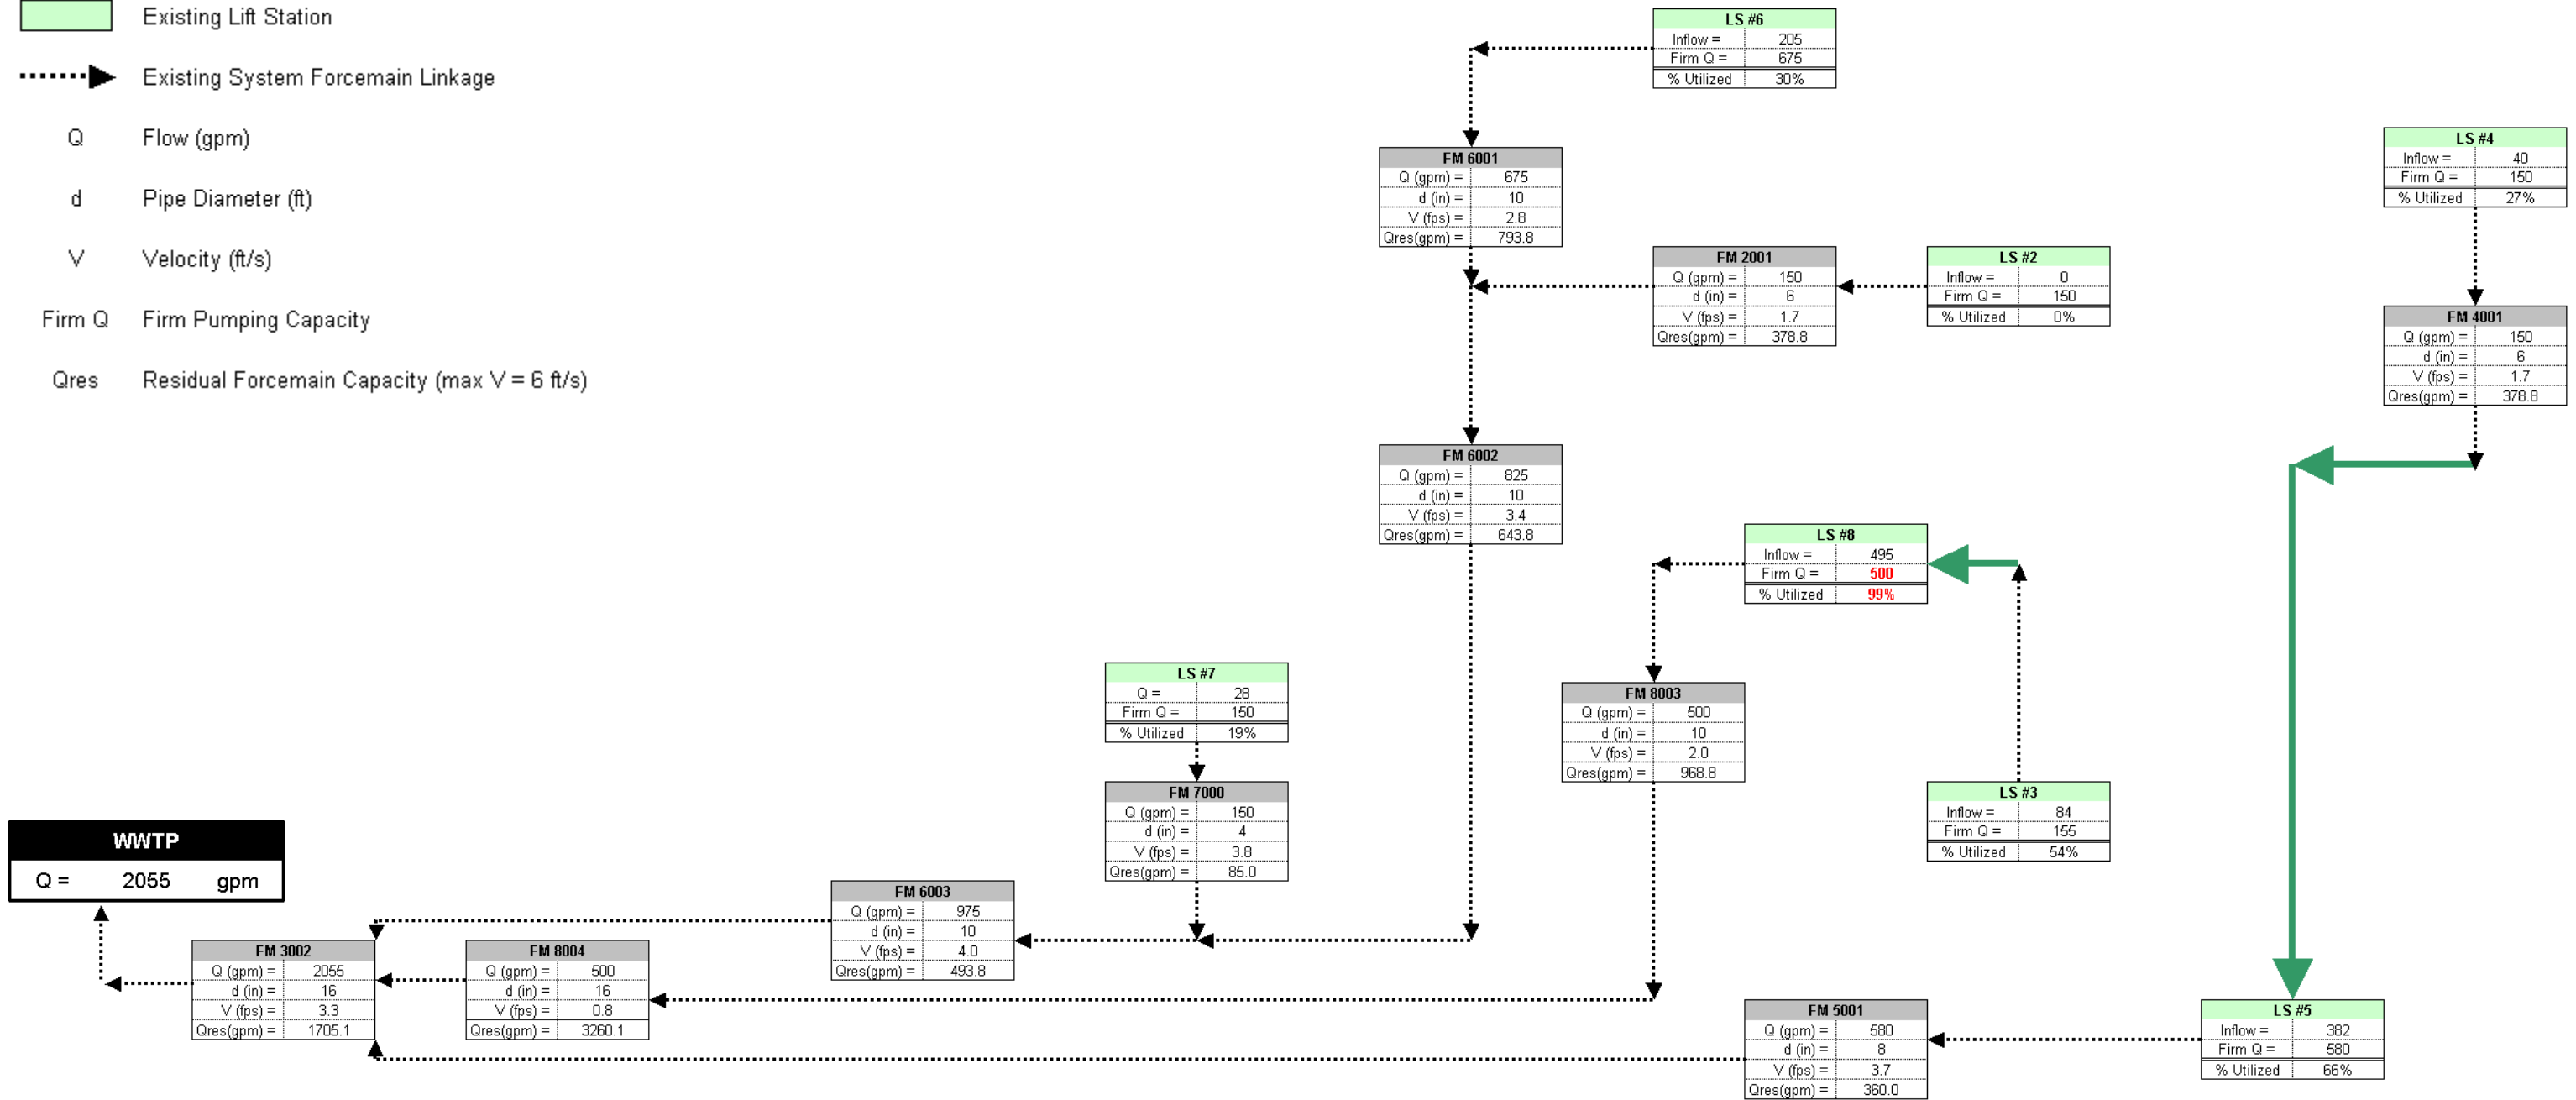 Existing Lift Station
Existing System Forcemain Linkage
Q Flow (gpm)
d Pipe Diameter (ft)
V Velocity (ft/s)
Firm Q Firm Pumping Capacity
Qres Residual Forcemain Capacity (max V = 6 ft/s)
LS #6
Inflow = 205
Firm Q = 675
% Utilized 30%
LS #4
Inflow = 40
Firm Q = 150
% Utilized 27%
FM 6001
Q (gpm) = 675
d (in) = 10
V (fps) = 2.8
Qres(gpm) = 793.8
FM 2001
Q (gpm) = 150
d (in) = 6
V (fps) = 1.7
Qres(gpm) = 378.8
LS #2
Inflow = 0
Firm Q = 150
% Utilized 0%
FM 4001
Q (gpm) = 150
d (in) = 6
V (fps) = 1.7
Qres(gpm) = 378.8
FM 6002
Q (gpm) = 825
d (in) = 10
V (fps) = 3.4
Qres(gpm) = 643.8
LS #8
Inflow = 495
Firm Q = 500
% Utilized 99%
LS #7
Q = 28
Firm Q = 150
% Utilized 19%
FM 8003
Q (gpm) = 500
d (in) = 10
V (fps) = 2.0
Qres(gpm) = 968.8
FM 7000
Q (gpm) = 150
d (in) = 4
V (fps) = 3.8
Qres(gpm) = 85.0
LS #3
Inflow = 84
Firm Q = 155
% Utilized 54%
WWTP
Q = 2055 gpm
FM 6003
Q (gpm) = 975
d (in) = 10
V (fps) = 4.0
Qres(gpm) = 493.8
FM 3002
Q (gpm) = 2055
d (in) = 16
V (fps) = 3.3
Qres(gpm) = 1705.1
FM 8004
Q (gpm) = 500
d (in) = 16
V (fps) = 0.8
Qres(gpm) = 3260.1
FM 5001
Q (gpm) = 580
d (in) = 8
V (fps) = 3.7
Qres(gpm) = 360.0
LS #5
Inflow = 382
Firm Q = 580
% Utilized 66%